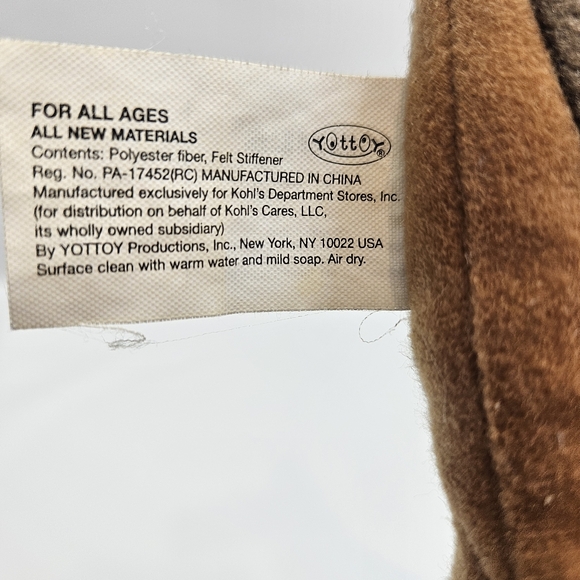 FOR ALL AGES
ALL NEW MATERIALS
YOttOY®
Contents: Polyester fiber, Felt Stiffener
Reg. No. PA-17452(RC) MANUFACTURED IN CHINA
Manufactured exclusively for Kohl's Department Stores, Inc.
(for distribution on behalf of Kohl's Cares, LLC,
its wholly owned subsidiary)
By YOTTOY Productions, Inc., New York, NY 10022 USA
Surface clean with warm water and mild soap. Air dry.